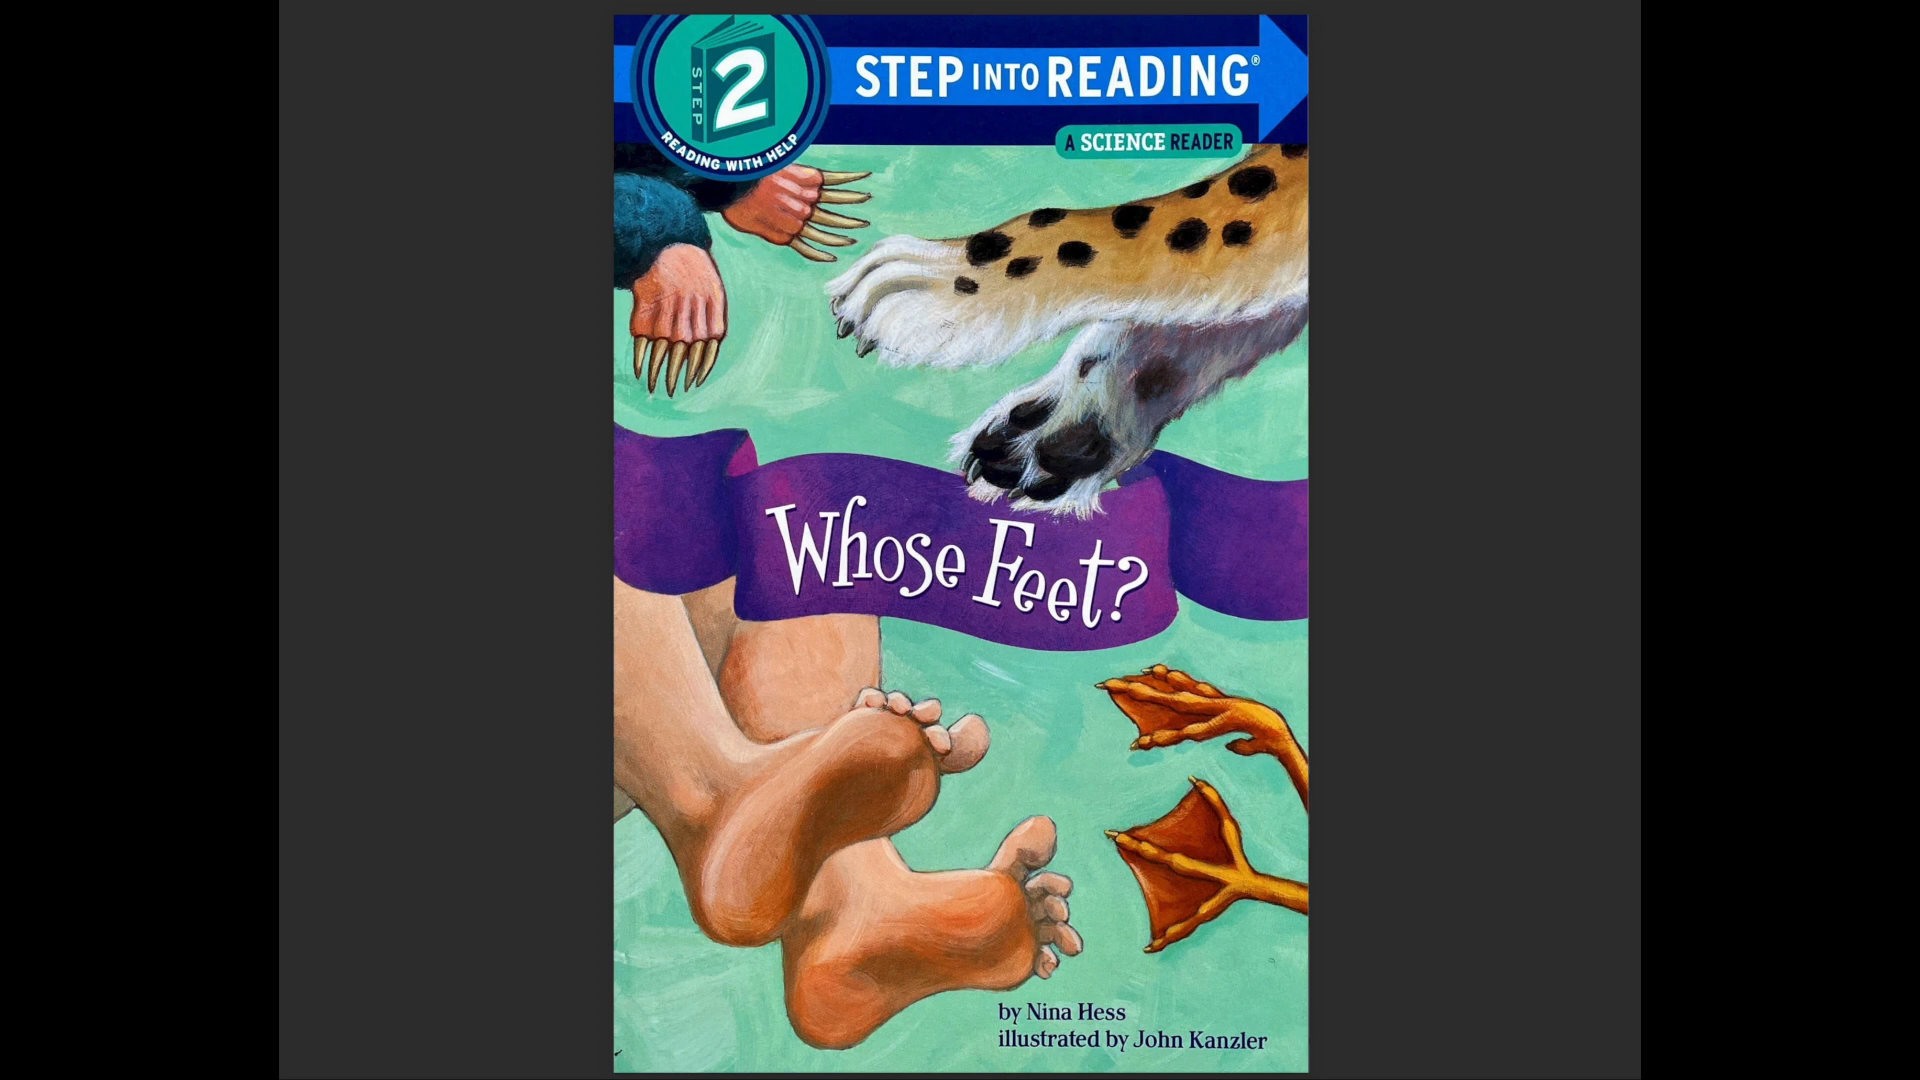 STEP 2
READING WITH HELP
STEP INTO READING®
A SCIENCE READER
Whose Feet?
by Nina Hess
illustrated by John Kanzler